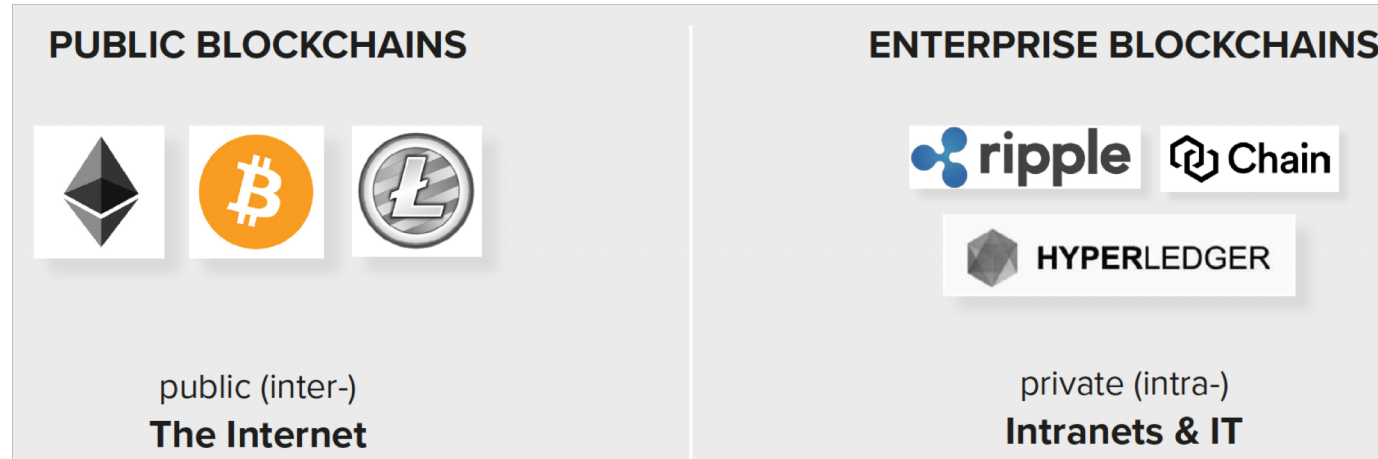 PUBLIC BLOCKCHAINS
ripple
Chain
HYPERLEDGER
public (inter-)
The Internet
ENTERPRISE BLOCKCHAINS
private (intra-)
Intranets & IT